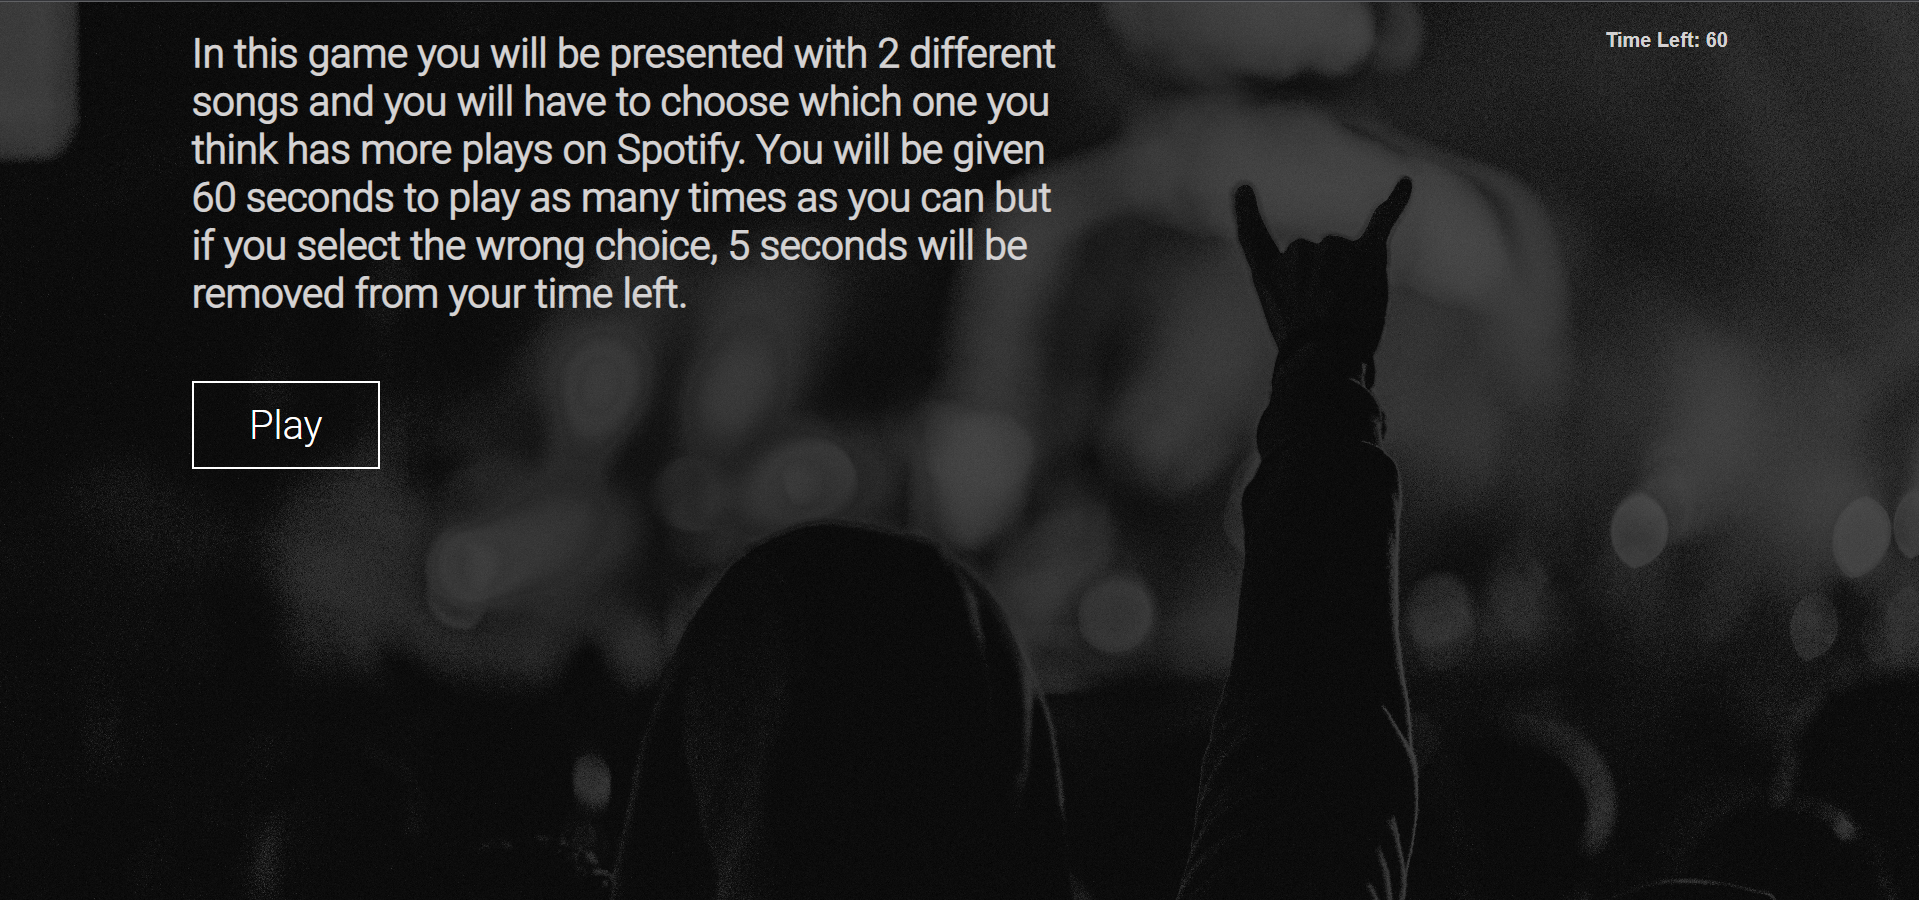 In this game you will be presented with 2 different
songs and you will have to choose which one you
think has more plays on Spotify. You will be given
60 seconds to play as many times as you can but
if you select the wrong choice, 5 seconds will be
removed from your time left.
Play
Time Left: 60